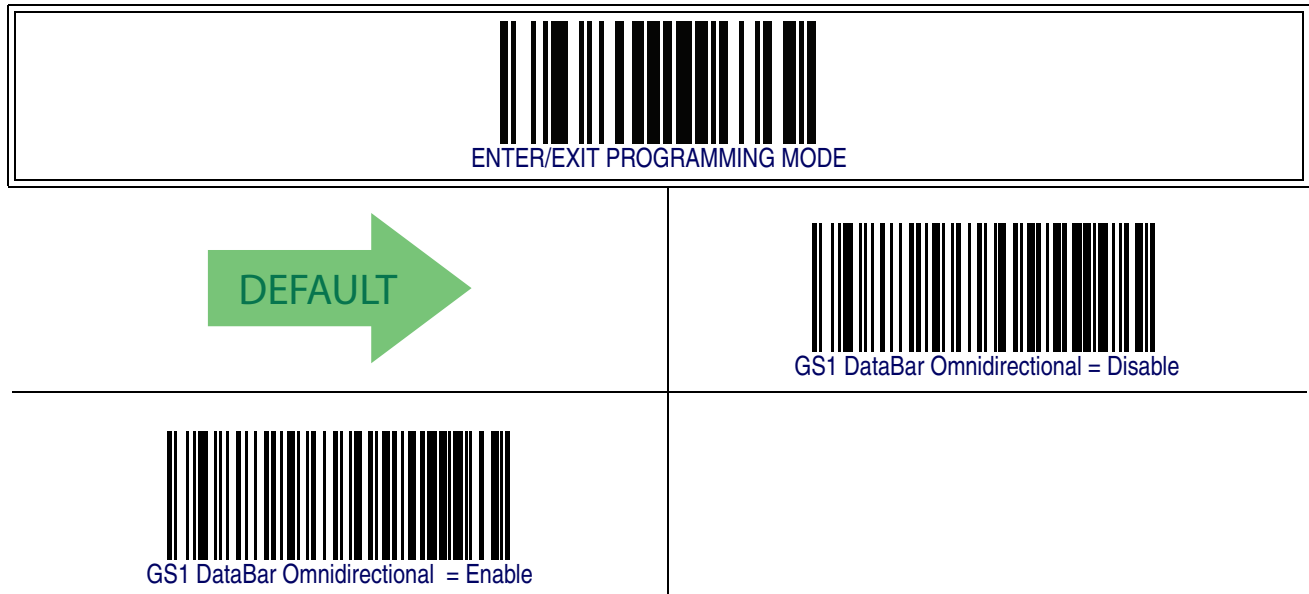 ENTER/EXIT PROGRAMMING MODE
DEFAULT
GS1 DataBar Omnidirectional = Disable
GS1 DataBar Omnidirectional  = Enable